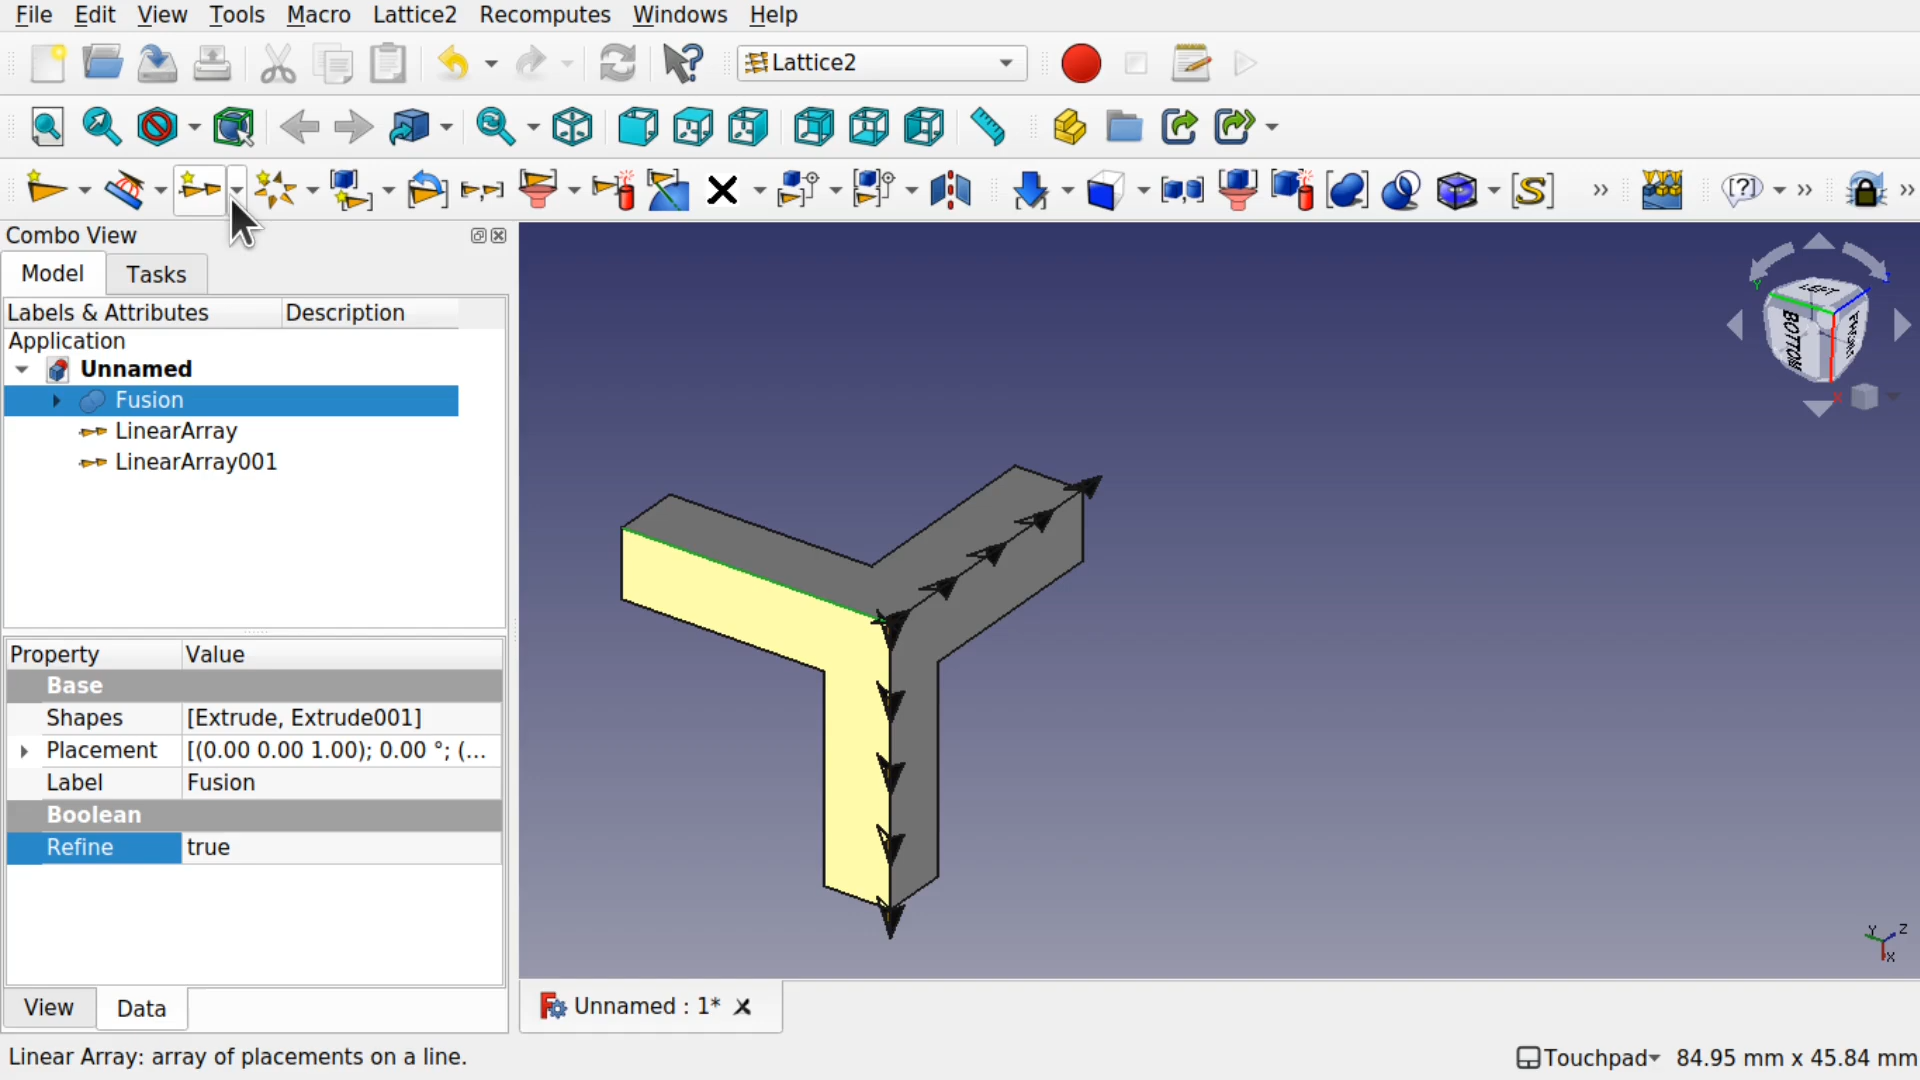 File Edit View Tools Macro Lattice2 Recomputes Windows Help
Lattice2
Combo View
Model Tasks
Labels & Attributes Description
Application
Unnamed
Fusion
LinearArray
LinearArray001
Property Value
Base
Shapes [Extrude, Extrude001]
Placement [(0.00 0.00 1.00); 0.00 °; (...
Label Fusion
Boolean
Refine true
View Data
LEFT
BOTTOM
Y
X
Y Z
X
Unnamed : 1*
Linear Array: array of placements on a line.
Touchpad 84.95 mm x 45.84 mm